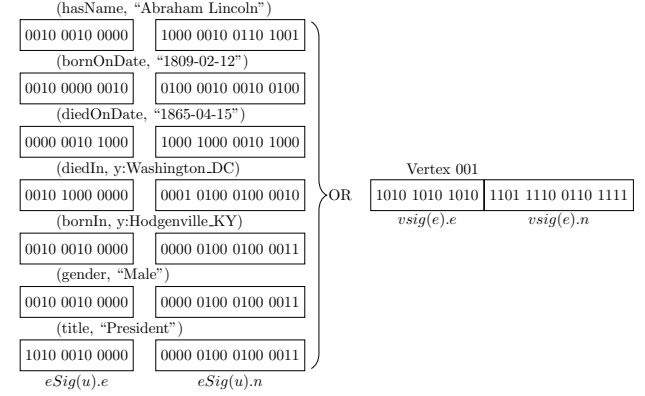 (hasName, “Abraham Lincoln”)
0010 0010 0000 1000 0010 0110 1001
(bornOnDate, “1809-02-12”)
0010 0000 0010 0100 0010 0010 0100
(diedOnDate, “1865-04-15”)
0000 0010 1000 1000 1000 0010 1000
(diedIn, y:Washington_DC)
0010 1000 0000 0001 0100 0100 0010
(bornIn, y:Hodgenville_KY)
0010 0010 0000 0000 0100 0100 0011
(gender, “Male”)
0010 0010 0000 0000 0100 0100 0011
(title, “President”)
1010 0010 0000 0000 0100 0100 0011
eSig(u).e eSig(u).n
OR
Vertex 001
1010 1010 1010 1101 1110 0110 1111
vsig(e).e vsig(e).n